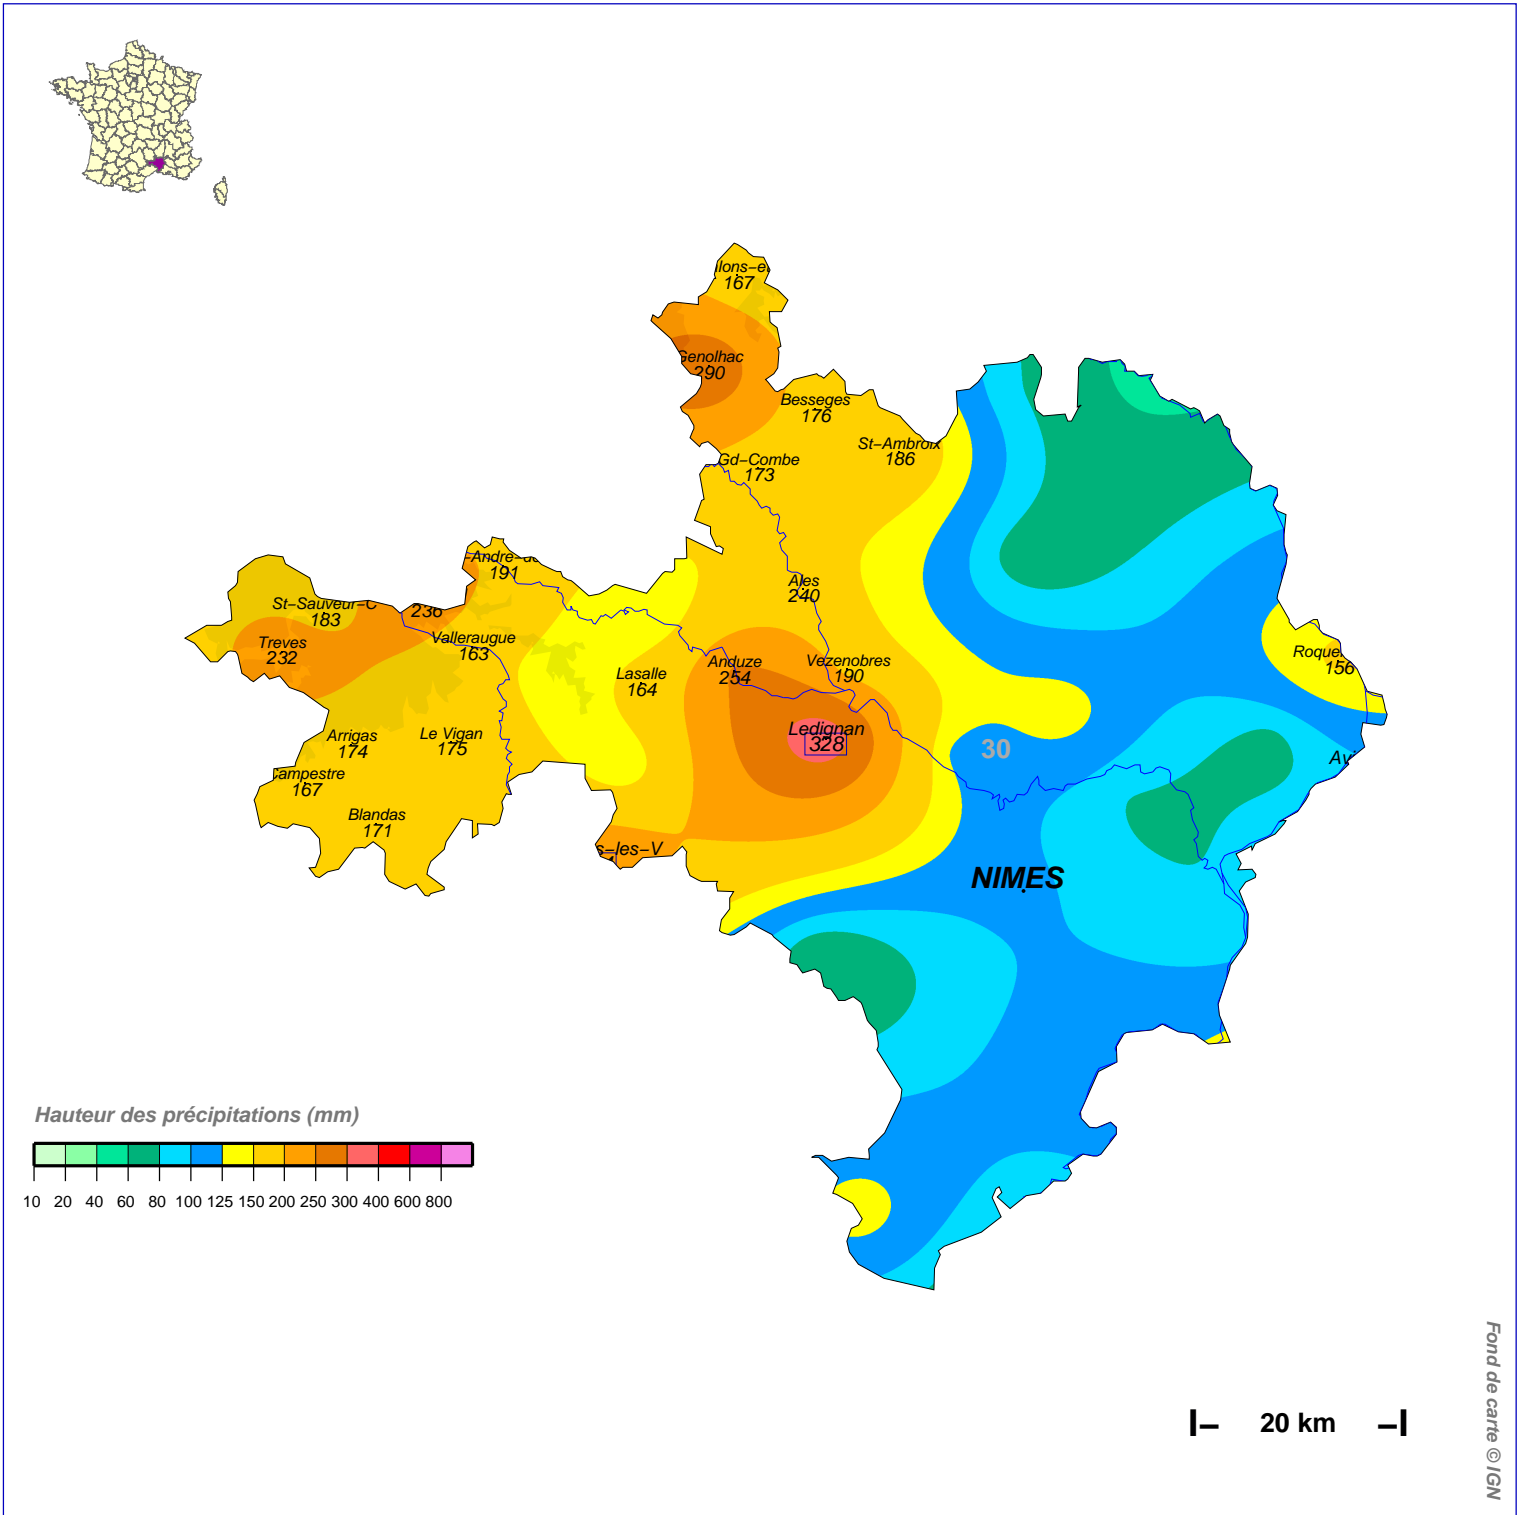 167
Genolhac
290
Besseges
176
St-Ambroix
186
Gd-Combe
173
191
Ales
240
St-Sauveur-C
183
236
Treves
232
Valleraugue
163
Lasalle
164
Anduze
254
Vezenobres
190
156
Ledignan
328
Arrigas
174
Le Vigan
175
30
Campestre
167
Blandas
171
s-les-V
NIMES
Hauteur des précipitations (mm)
10 20 40 60 80 100 125 150 200 250 300 400 600 800
20 km
Fond de carte © IGN